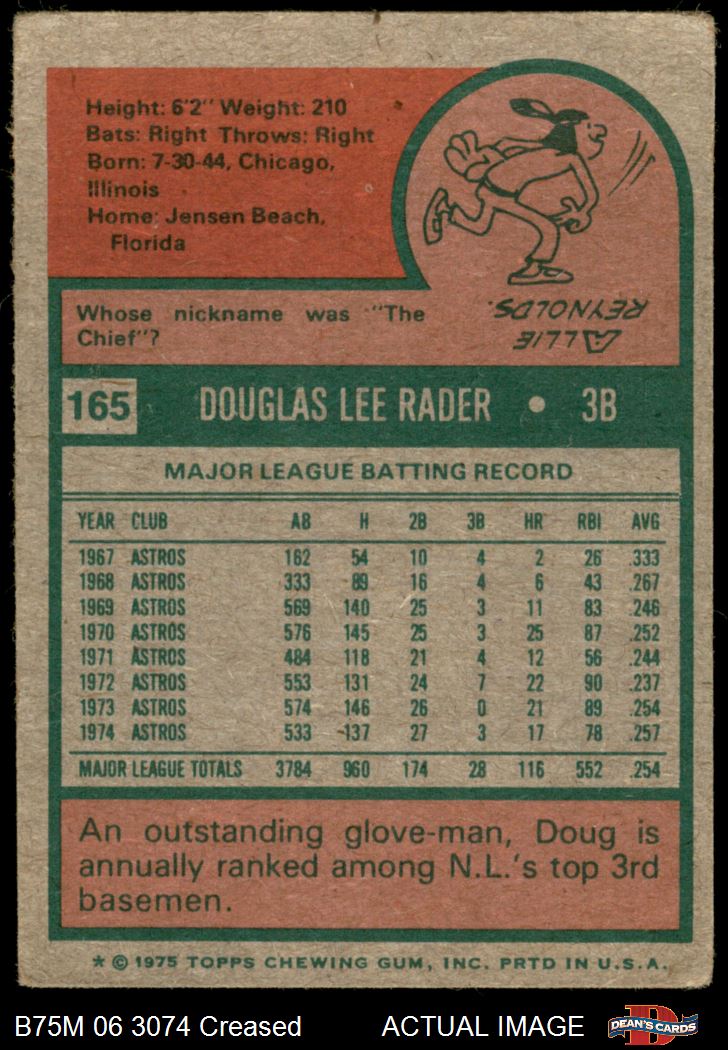 Height: 6'2" Weight: 210
Bats: Right Throws: Right
Born: 7-30-44, Chicago,
Illinois
Home: Jensen Beach,
Florida
Whose nickname was "The
Chief"?
ALLIE
REYNOLDS.
165 DOUGLAS LEE RADER • 3B
MAJOR LEAGUE BATTING RECORD
YEAR CLUB AB H 2B 3B HR RBI AVG
1967 ASTROS 162 54 10 4 2 26 .333
1968 ASTROS 333 89 16 4 6 43 .267
1969 ASTROS 569 140 25 3 11 83 .246
1970 ASTROS 576 145 25 3 25 87 .252
1971 ASTROS 484 118 21 4 12 56 .244
1972 ASTROS 553 131 24 7 22 90 .237
1973 ASTROS 574 146 26 0 21 89 .254
1974 ASTROS 533 137 27 3 17 78 .257
MAJOR LEAGUE TOTALS 3784 960 174 28 116 552 .254
An outstanding glove-man, Doug is
annually ranked among N.L.'s top 3rd
basemen.
* © 1975 TOPPS CHEWING GUM, INC. PRTD IN U.S.A.
B75M 06 3074 Creased ACTUAL IMAGE
D
DEAN'S CARDS